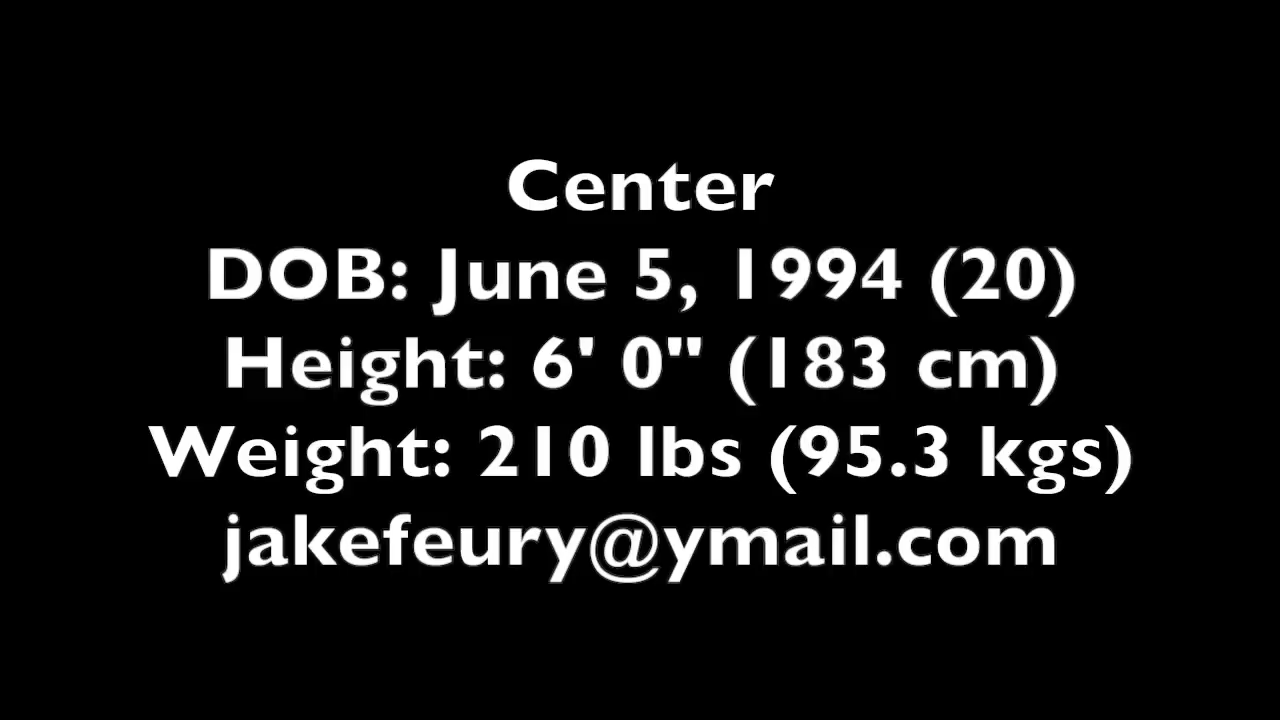 Center
DOB: June 5, 1994 (20)
Height: 6' 0" (183 cm)
Weight: 210 lbs (95.3 kgs)
jakefeury@ymail.com